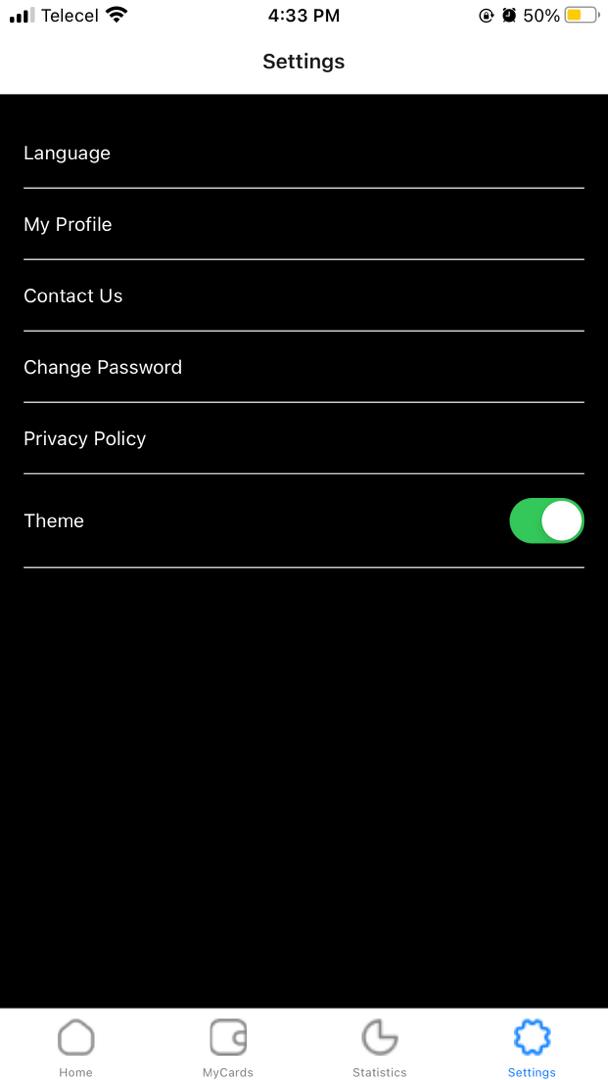 Telecel 4:33 PM 50%
Settings
Language
My Profile
Contact Us
Change Password
Privacy Policy
Theme
Home MyCards Statistics Settings